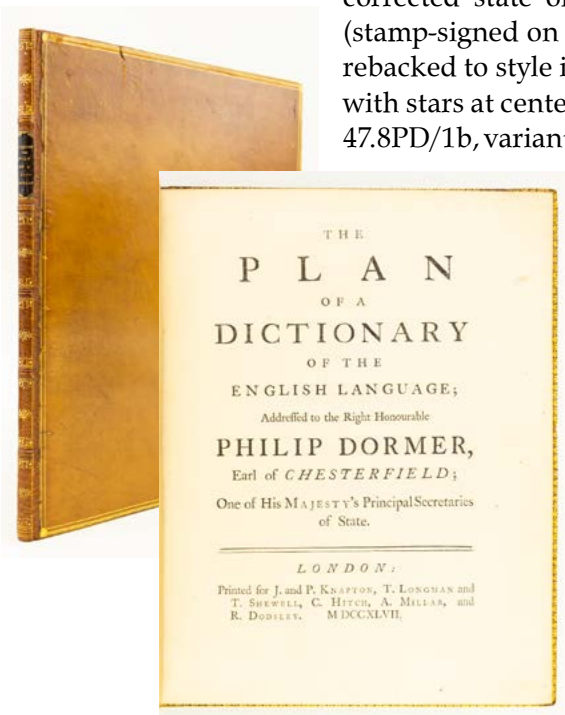 corrected state of
(stamp-signed on
rebacked to style i
with stars at cente
47.8PD/1b, variant
THE
PLAN
OF A
DICTIONARY
OF THE
ENGLISH LANGUAGE;
Addreſſed to the Right Honourable
PHILIP DORMER,
Earl of CHESTERFIELD;
One of His MAJESTY's Principal Secretaries
of State.
LONDON:
Printed for J. and P. KNAPTON, T. LONGMAN and
T. SHEWELL, C. HITCH, A. MILLAR, and
R. DODSLEY. M DCCXLVII.